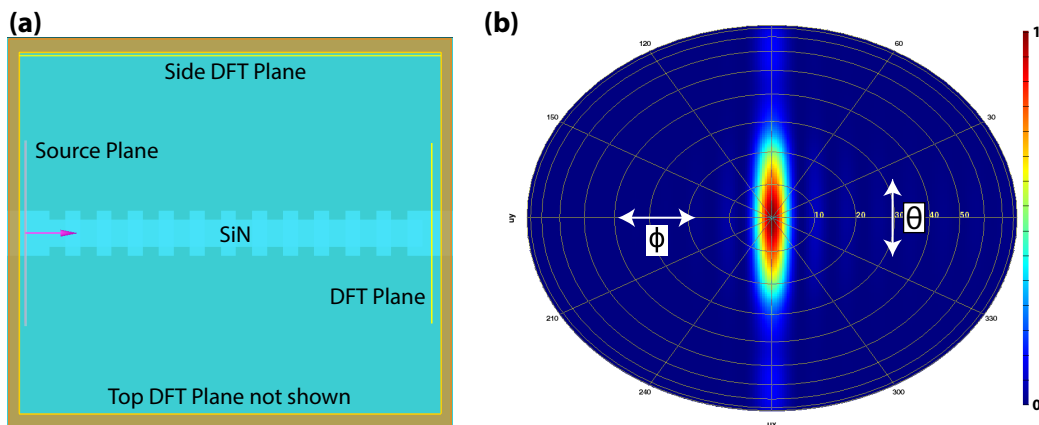 (a)
Side DFT Plane
Source Plane
SiN
DFT Plane
Top DFT Plane not shown
(b)
120
60
150
30
uy
10 20 30 40 50
ϕ
θ
210
330
240
300
ux
1
0